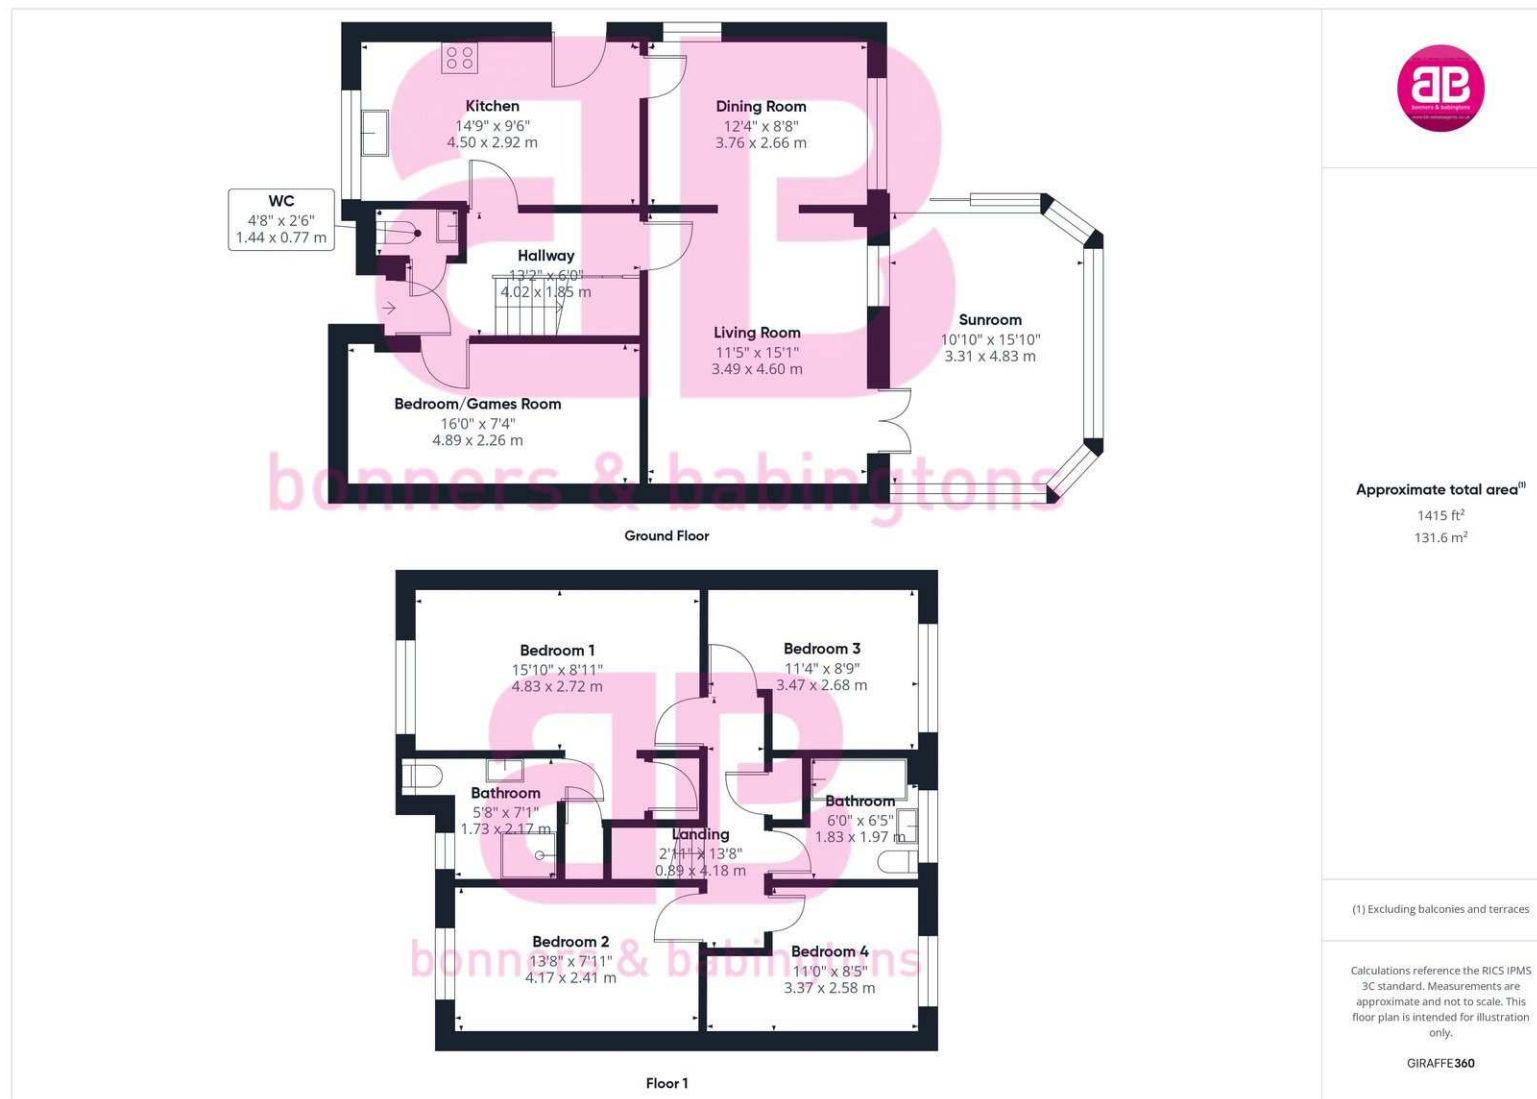 Kitchen
14'9" x 9'6"
4.50 x 2.92 m
Dining Room
12'4" x 8'8"
3.76 x 2.66 m
WC
4'8" x 2'6"
1.44 x 0.77 m
Hallway
13'2" x 6'0"
4.02 x 1.85 m
Living Room
11'5" x 15'1"
3.49 x 4.60 m
Sunroom
10'10" x 15'10"
3.31 x 4.83 m
Bedroom/Games Room
16'0" x 7'4"
4.89 x 2.26 m
bonners & babingtons
Ground Floor
Bedroom 1
15'10" x 8'11"
4.83 x 2.72 m
Bedroom 3
11'4" x 8'9"
3.47 x 2.68 m
Bathroom
5'8" x 7'1"
1.73 x 2.17 m
Bathroom
6'0" x 6'5"
1.83 x 1.97 m
Landing
2'11" x 13'8"
0.89 x 4.18 m
Bedroom 2
13'8" x 7'11"
4.17 x 2.41 m
Bedroom 4
11'0" x 8'5"
3.37 x 2.58 m
bonners & babingtons
Floor 1
bonners & babingtons
Approximate total area(1)
1415 ft²
131.6 m²
(1) Excluding balconies and terraces
Calculations reference the RICS IPMS
3C standard. Measurements are
approximate and not to scale. This
floor plan is intended for illustration
only.
GIRAFFE360